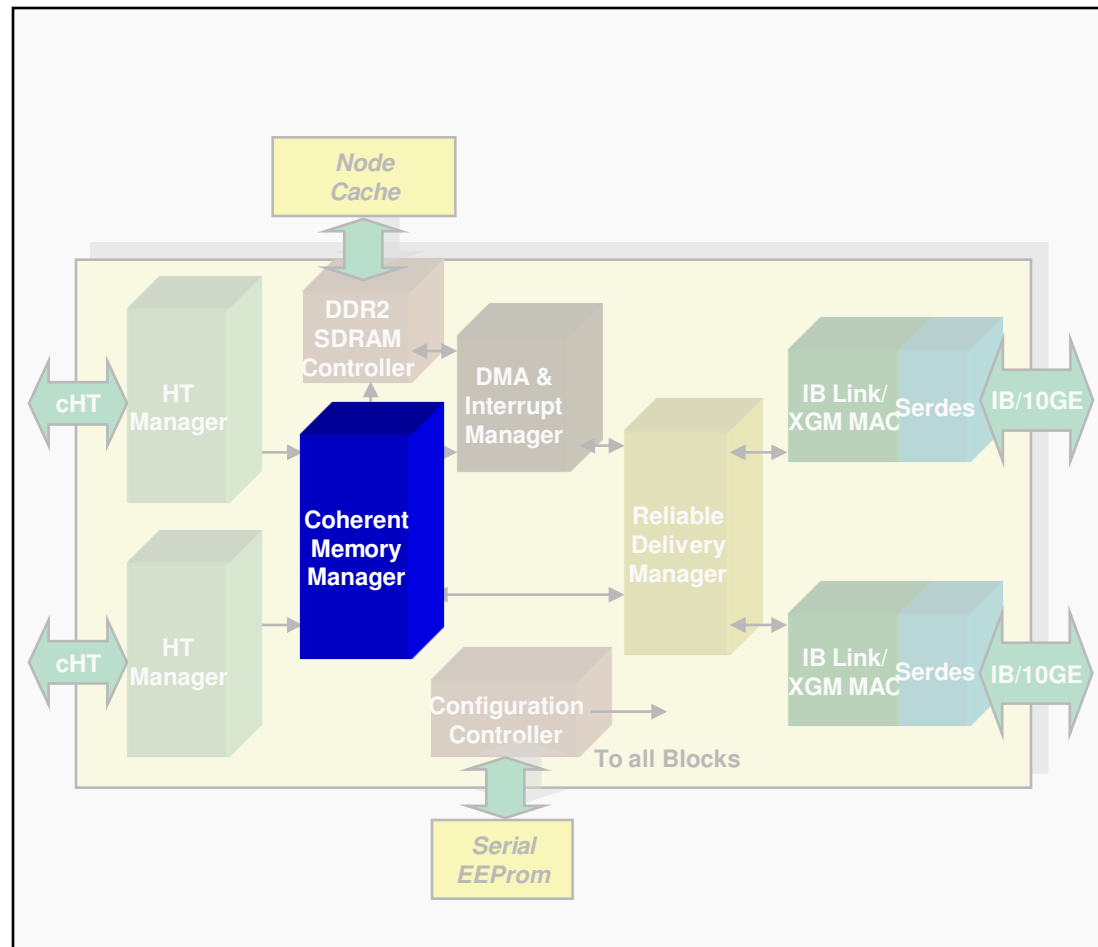 Node
Cache
DDR2
SDRAM
Controller
cHT
HT
Manager
DMA &
Interrupt
Manager
IB Link/
XGM MAC
Serdes
IB/10GE
Coherent
Memory
Manager
Reliable
Delivery
Manager
cHT
HT
Manager
IB Link/
XGM MAC
Serdes
IB/10GE
Configuration
Controller
To all Blocks
Serial
EEProm